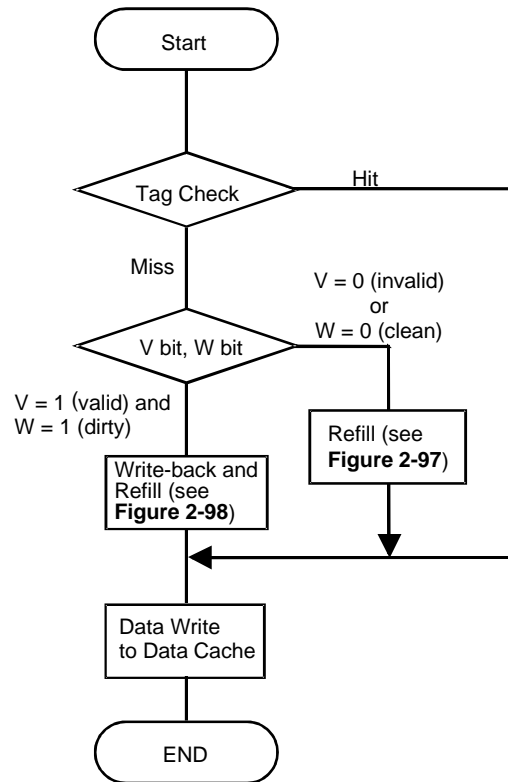 Start
Tag Check
Hit
Miss
V = 0 (invalid)
or
W = 0 (clean)
V bit, W bit
V = 1 (valid) and
W = 1 (dirty)
Refill (see
Figure 2-97)
Write-back and
Refill (see
Figure 2-98)
Data Write
to Data Cache
END